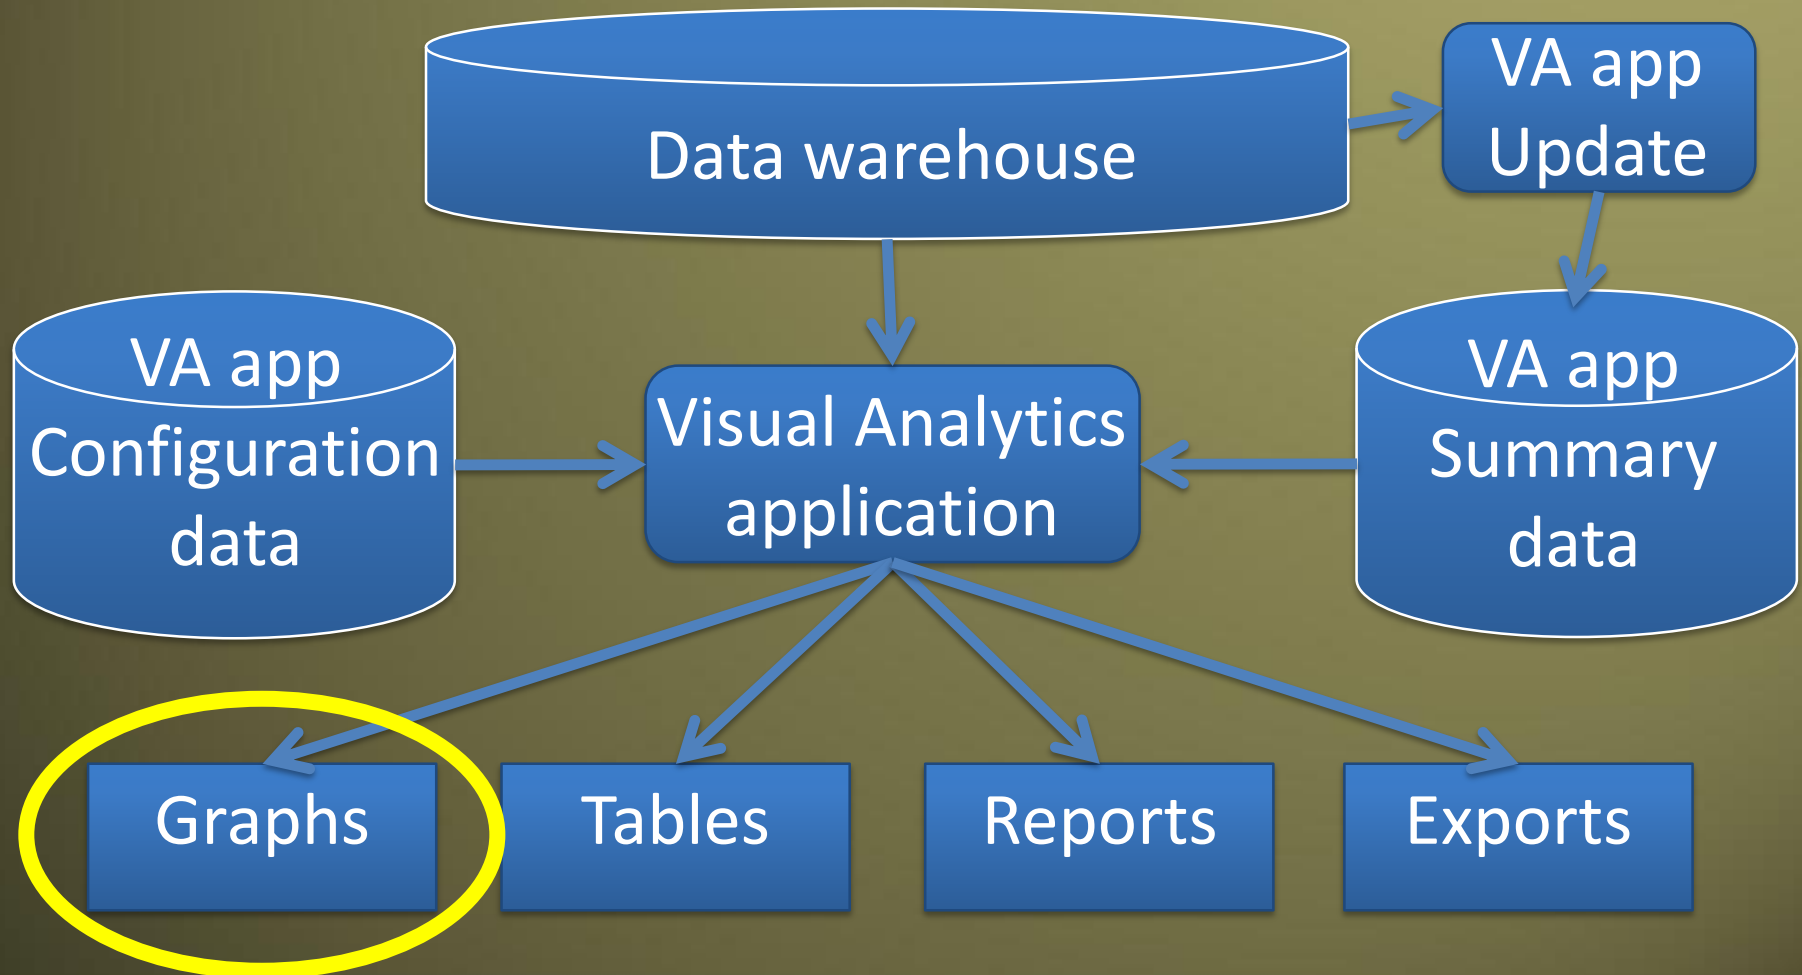 Data warehouse
VA app
Update
VA app
Configuration
data
Visual Analytics
application
VA app
Summary
data
Graphs
Tables
Reports
Exports